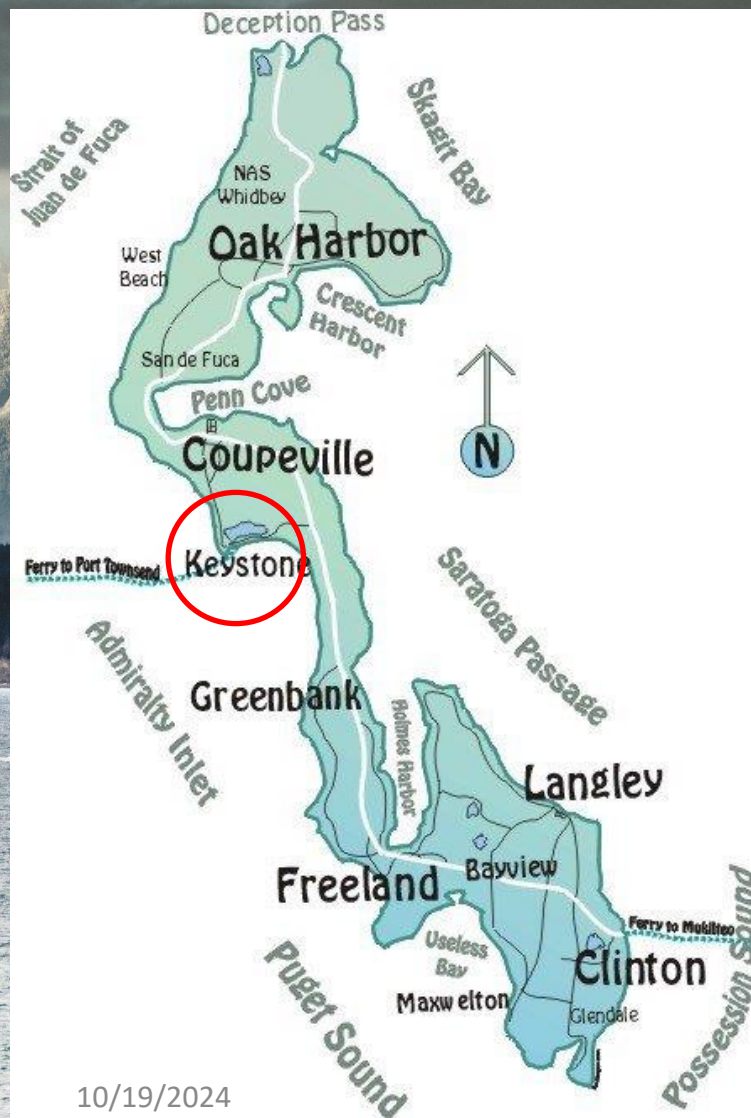 Deception Pass
Strait of
Juan de Fuca
Skagit Bay
NAS
Whidbey
Oak Harbor
West
Beach
Crescent
Harbor
San de Fuca
Penn Cove
N
Coupeville
Ferry to Port Townsend
Keystone
Saratoga Passage
Admiralty Inlet
Greenbank
Holmes Harbor
Langley
Bayview
Freeland
Ferry to Mukilteo
Useless
Bay
Clinton
Maxwelton
Glendale
Puget Sound
Possession Sound
10/19/2024